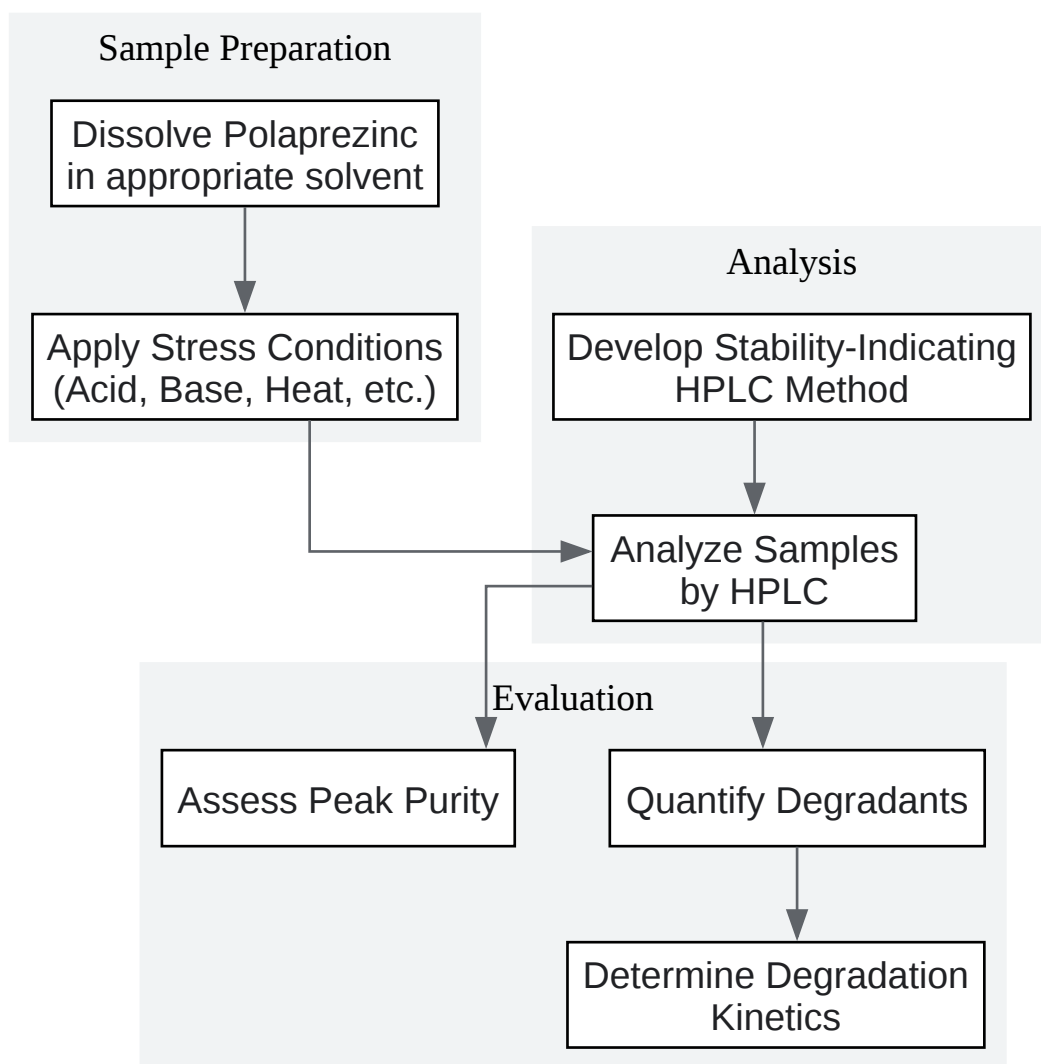 Sample Preparation
Dissolve Polaprezinc
in appropriate solvent
Apply Stress Conditions
(Acid, Base, Heat, etc.)
Analysis
Develop Stability-Indicating
HPLC Method
Analyze Samples
by HPLC
Evaluation
Assess Peak Purity
Quantify Degradants
Determine Degradation
Kinetics